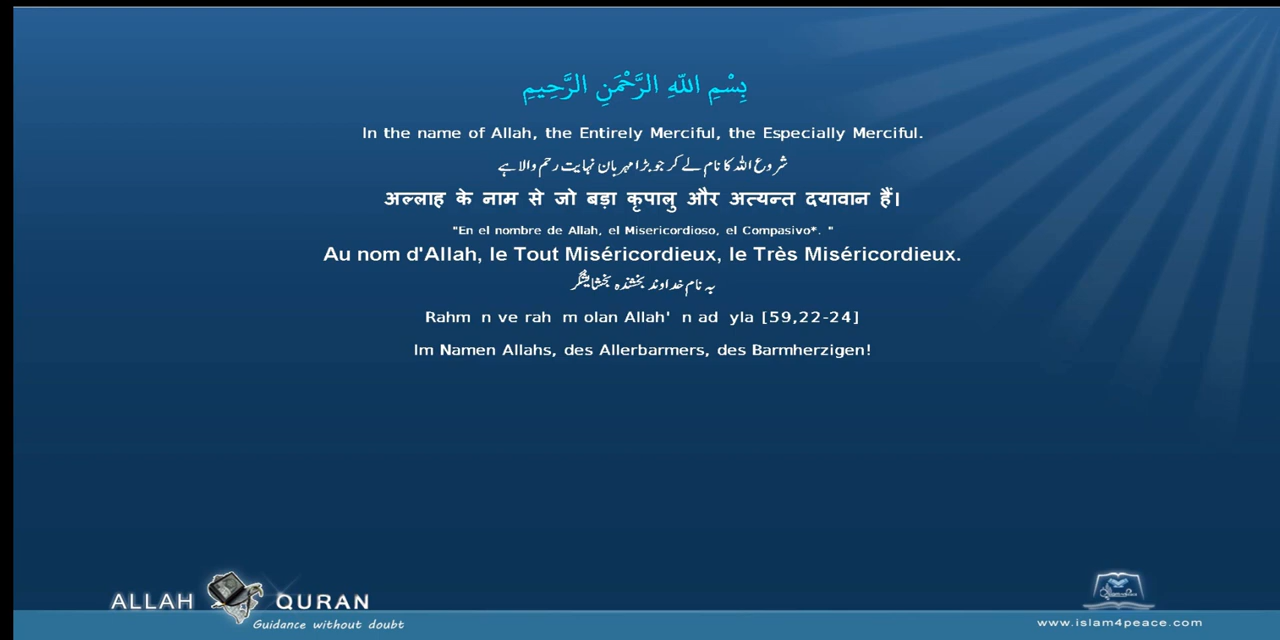 بِسْمِ اللّهِ الرَّحْمَنِ الرَّحِيمِ
In the name of Allah, the Entirely Merciful, the Especially Merciful.
شروع اللہ کا نام لے کر جو بڑا مہربان نہایت رحم والا ہے
अल्लाह के नाम से जो बड़ा कृपालु और अत्यन्त दयावान हैं।
"En el nombre de Allah, el Misericordioso, el Compasivo*. "
Au nom d'Allah, le Tout Miséricordieux, le Très Miséricordieux.
به نام خداوند بخشنده بخشایشگر
Rahm  n ve rah  m olan Allah'  n ad  yla [59,22-24]
Im Namen Allahs, des Allerbarmers, des Barmherzigen!
ALLAH QURAN
Guidance without doubt
www.islam4peace.com